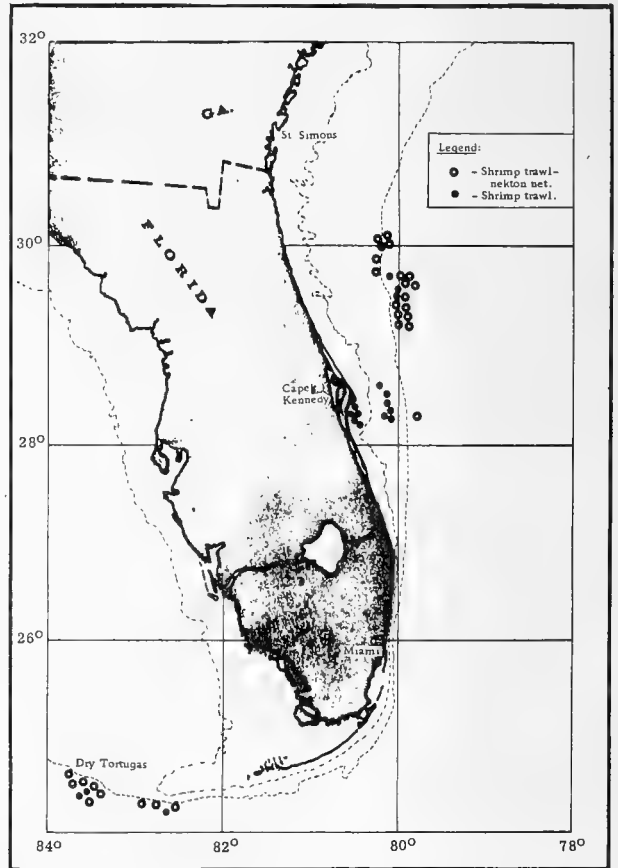 32°
GA.
St Simons
Legend:
- Shrimp trawl-
nekton net.
- Shrimp trawl.
30°
FLORIDA
Cape
Kennedy
28°
26°
Miami
Dry Tortugas
24°
84°
82°
80°
78°